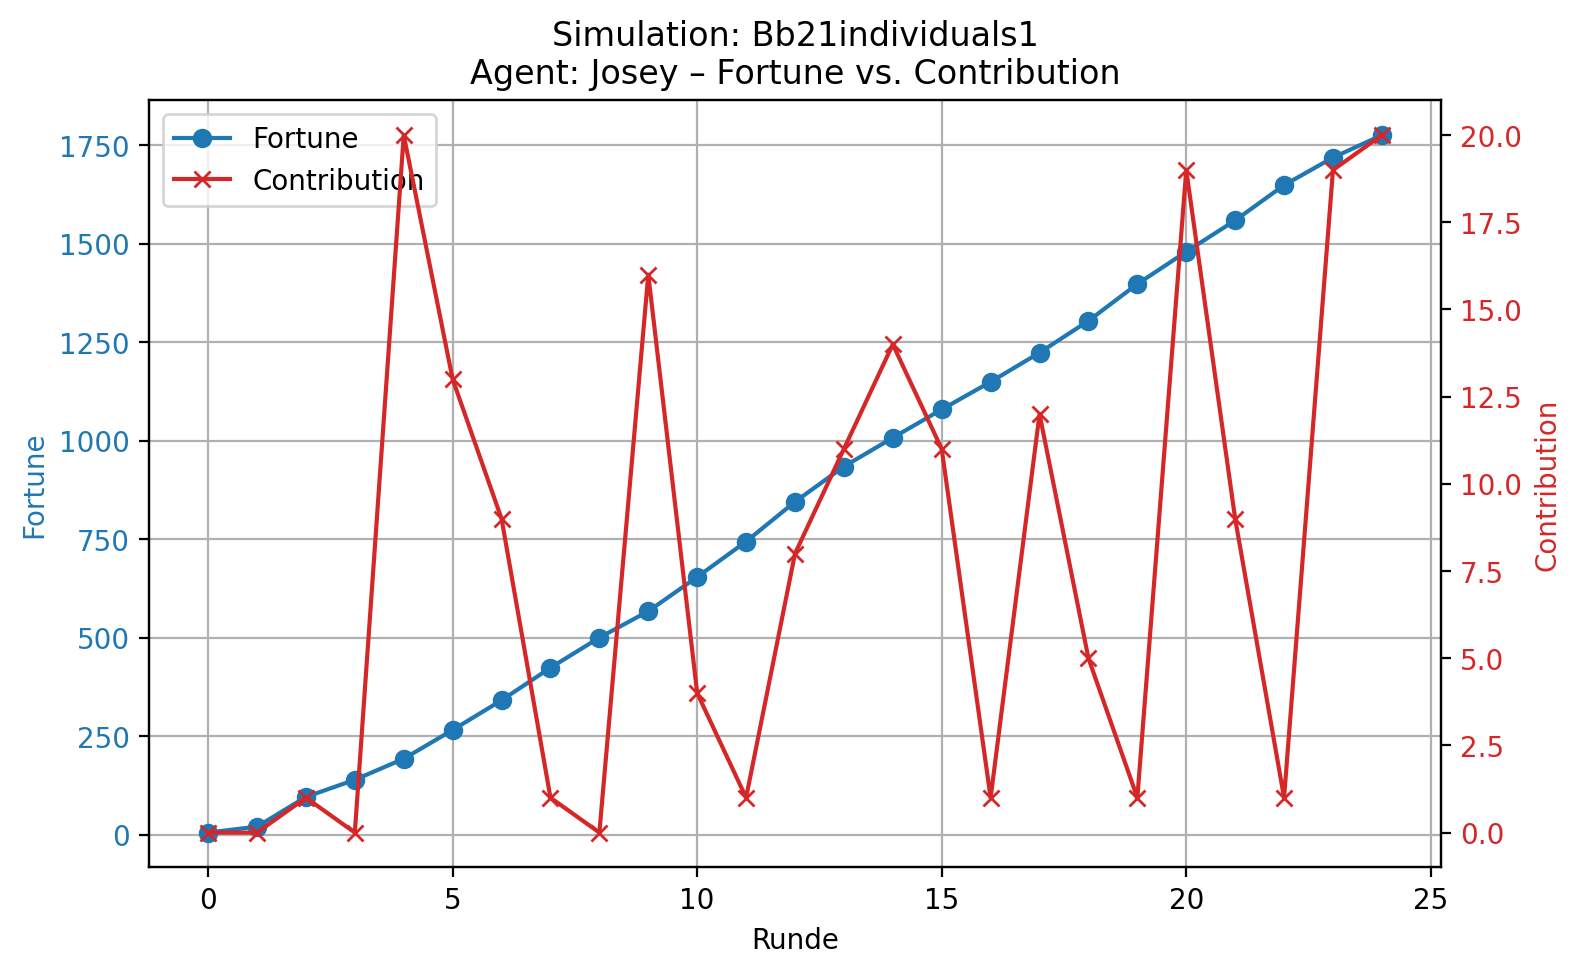 Simulation: Bb21individuals1
Agent: Josey – Fortune vs. Contribution
Fortune
Contribution
1750
1500
1250
1000
750
500
250
0
Fortune
20.0
17.5
15.0
12.5
10.0
7.5
5.0
2.5
0.0
Contribution
0 5 10 15 20 25
Runde